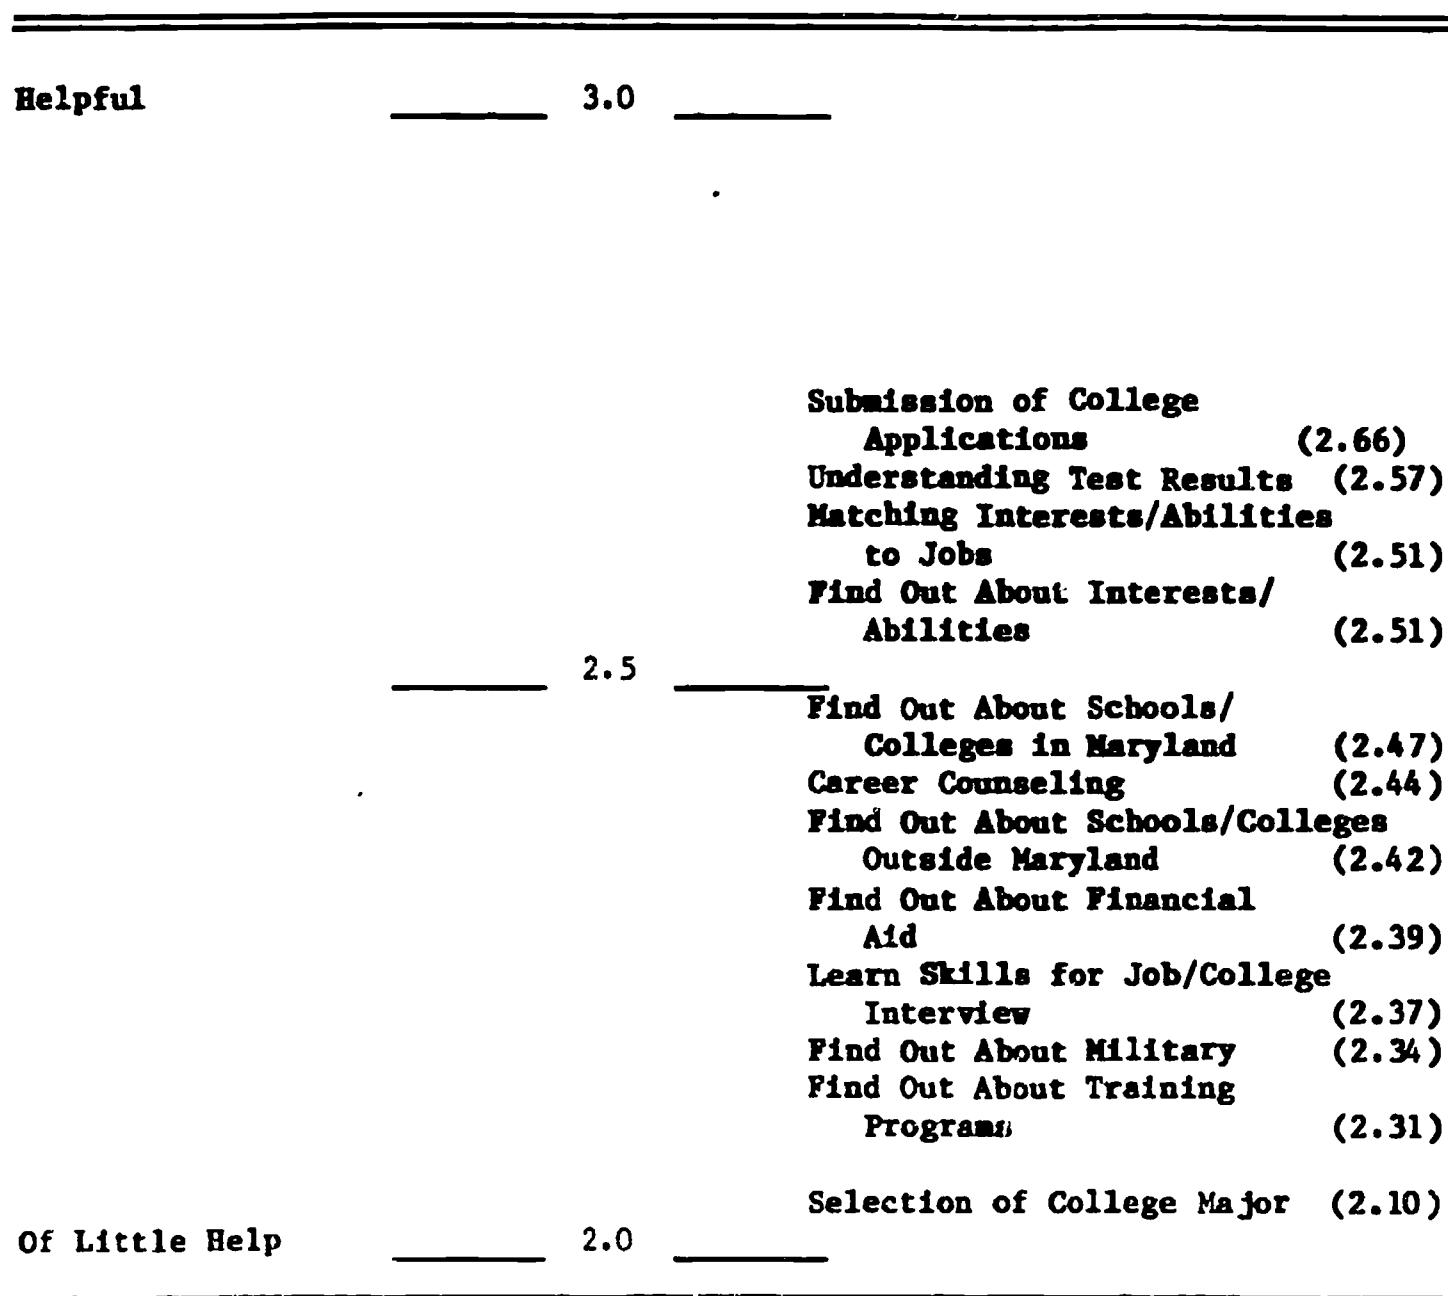 Helpful 3.0
Submission of College
Applications (2.66)
Understanding Test Results (2.57)
Matching Interests/Abilities
to Jobs (2.51)
Find Out About Interests/
Abilities (2.51)
2.5
Find Out About Schools/
Colleges in Maryland (2.47)
Career Counseling (2.44)
Find Out About Schools/Colleges
Outside Maryland (2.42)
Find Out About Financial
Aid (2.39)
Learn Skills for Job/College
Interview (2.37)
Find Out About Military (2.34)
Find Out About Training
Programs (2.31)
Selection of College Major (2.10)
Of Little Help 2.0